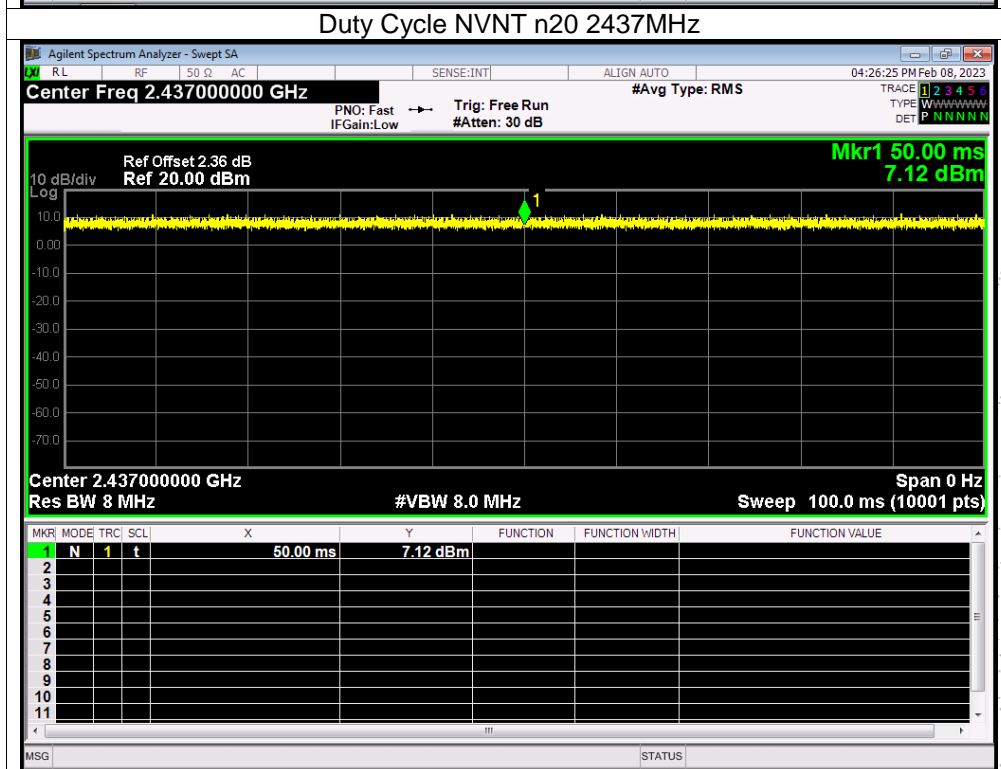 Duty Cycle NVNT n20 2437MHz
Agilent Spectrum Analyzer - Swept SA
LXI RL RF 50 Ω AC SENSE:INT ALIGN AUTO 04:26:25 PM Feb 08, 2023
Center Freq 2.437000000 GHz #Avg Type: RMS TRACE 1 2 3 4 5 6
PNO: Fast Trig: Free Run TYPE WWWWWW
IFGain:Low #Atten: 30 dB DET P N N N N N
Mkr1 50.00 ms
Ref Offset 2.36 dB
10 dB/div Ref 20.00 dBm 7.12 dBm
Log
1
10.0
0.00
-10.0
-20.0
-30.0
-40.0
-50.0
-60.0
-70.0
Center 2.437000000 GHz Span 0 Hz
Res BW 8 MHz #VBW 8.0 MHz Sweep 100.0 ms (10001 pts)
MKR MODE TRC SCL X Y FUNCTION FUNCTION WIDTH FUNCTION VALUE
1 N 1 t 50.00 ms 7.12 dBm
2
3
4
5
6
7
8
9
10
11
MSG STATUS